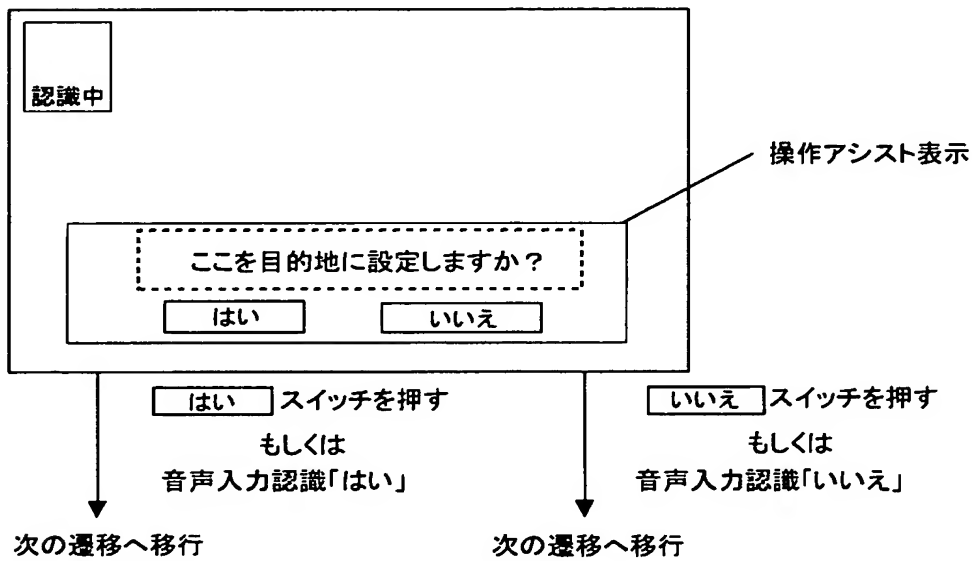 認識中
操作アシスト表示
ここを目的地に設定しますか？
はい
いいえ
はい スイッチを押す
もしくは
音声入力認識「はい」
いいえ スイッチを押す
もしくは
音声入力認識「いいえ」
次の遷移へ移行
次の遷移へ移行